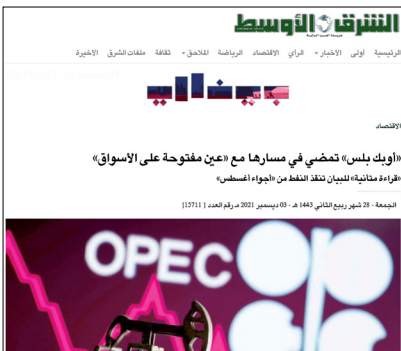 الشرق الأوسط
الرئيسية أولى الأخبار الرأي الاقتصاد الرياضة الملاحق ثقافة ملفات الشرق الأخيرة
الاقتصاد
«أوبك بلس» تمضي في مسارها مع «عين مفتوحة على الأسواق»
«قراءة متأنية» للبيان تنقذ النفط من «أجواء أغسطس»
الجمعة - 28 شهر ربيع الثاني 1443 هـ - 03 ديسمبر 2021 مـ رقم العدد [ 15711]
OPEC